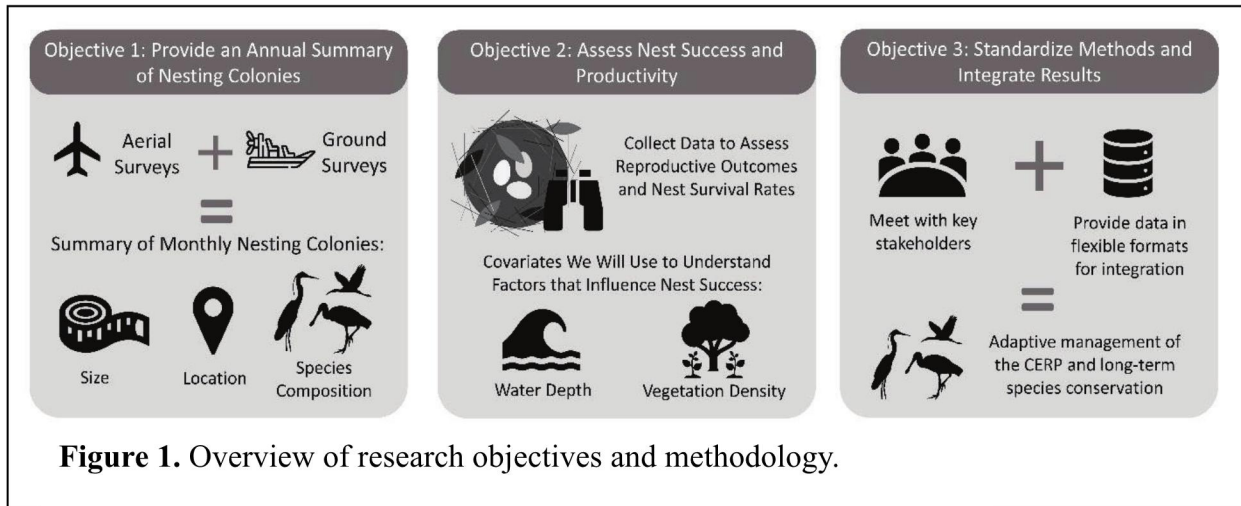 Objective 1: Provide an Annual Summary
of Nesting Colonies
Aerial
Surveys
Ground
Surveys
Summary of Monthly Nesting Colonies:
Size
Location
Species
Composition
Objective 2: Assess Nest Success and
Productivity
Collect Data to Assess
Reproductive Outcomes
and Nest Survival Rates
Covariates We Will Use to Understand
Factors that Influence Nest Success:
Water Depth
Vegetation Density
Objective 3: Standardize Methods and
Integrate Results
Meet with key
stakeholders
Provide data in
flexible formats
for integration
Adaptive management of
the CERP and long-term
species conservation
Figure 1. Overview of research objectives and methodology.